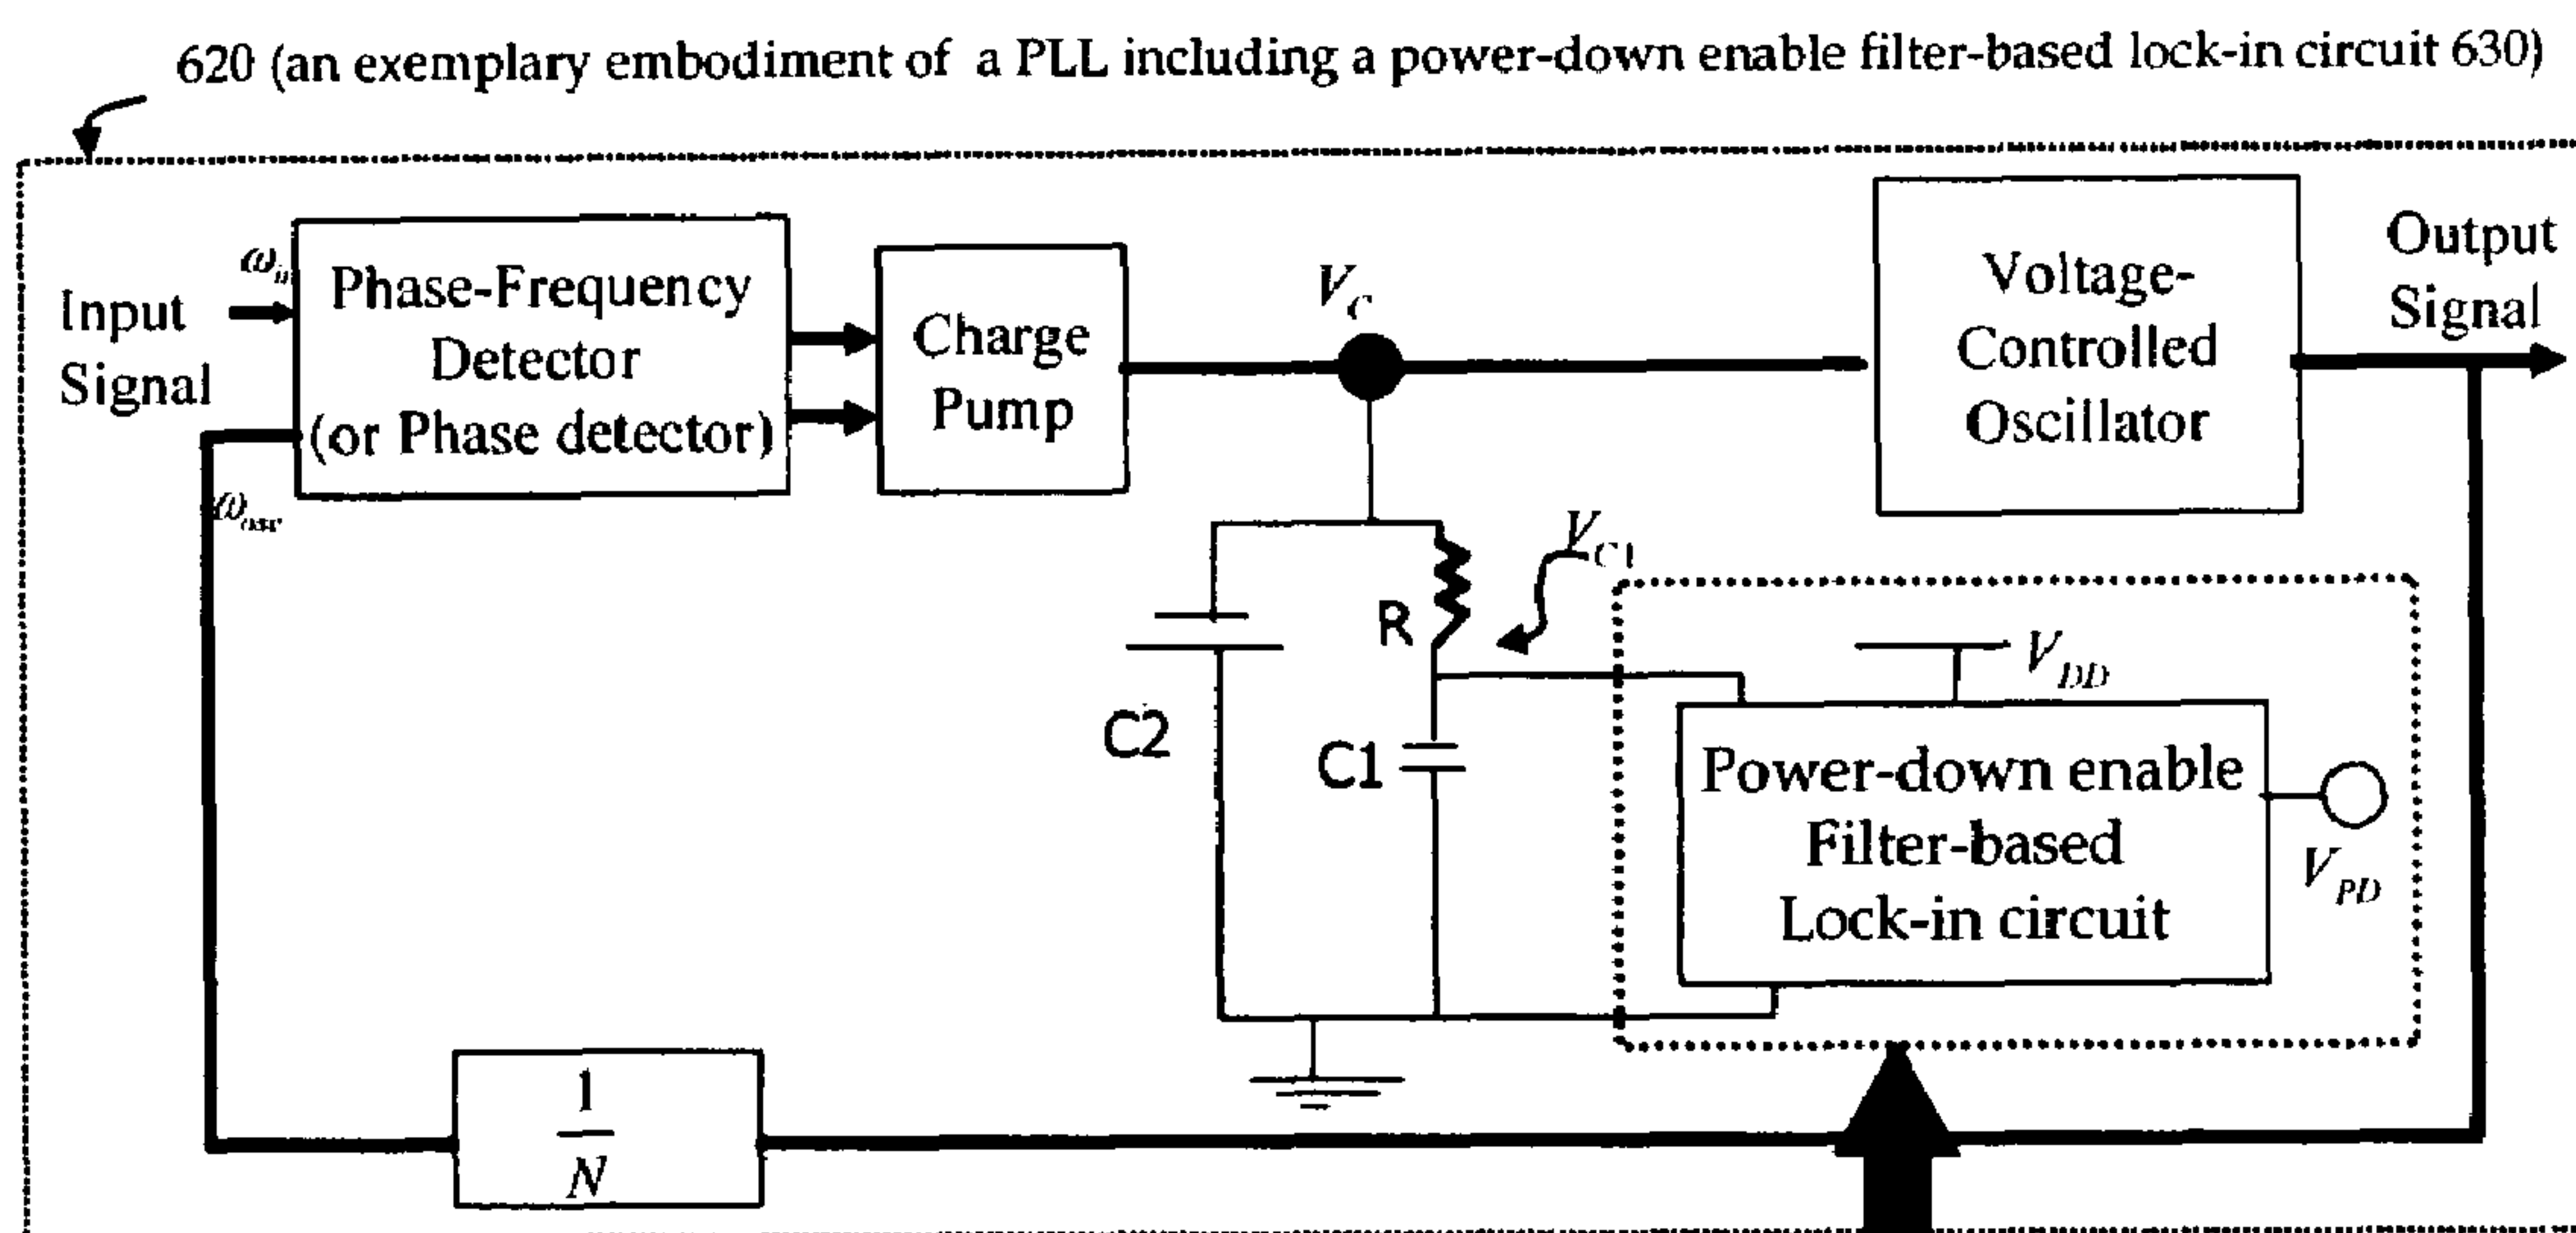 620 (an exemplary embodiment of a PLL including a power-down enable filter-based lock-in circuit 630)
Input
Signal
ω_in
Phase-Frequency
Detector
(or Phase detector)
ω_osc
Charge
Pump
V_C
Voltage-
Controlled
Oscillator
Output
Signal
R
V_C1
C2
C1
V_DD
Power-down enable
Filter-based
Lock-in circuit
V_PD
1
N